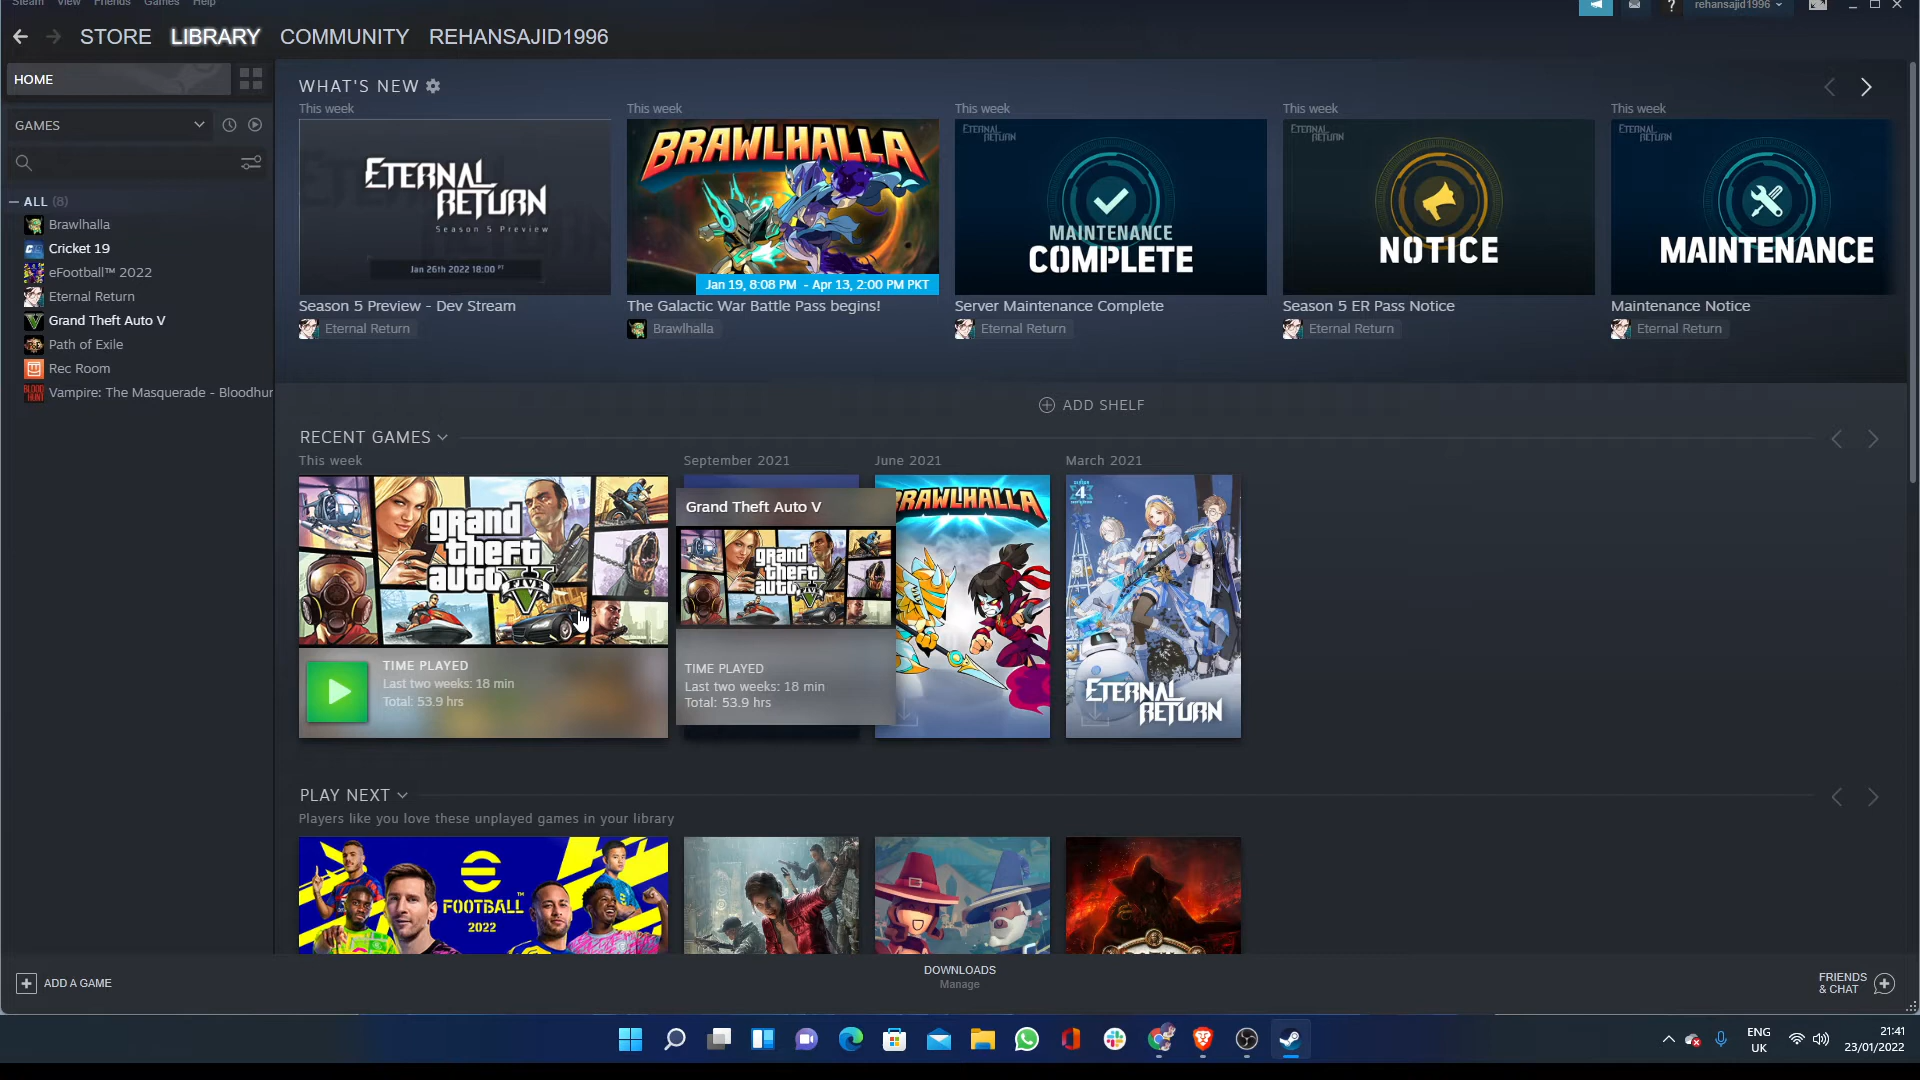 Steam View Friends Games Help
rehansajid1996
STORE LIBRARY COMMUNITY REHANSAJID1996
HOME
GAMES
ALL (8)
Brawlhalla
Cricket 19
eFootball™ 2022
Eternal Return
Grand Theft Auto V
Path of Exile
Rec Room
Vampire: The Masquerade - Bloodhun
WHAT'S NEW
This week
ETERNAL RETURN
Season 5 Preview
Jan 26th 2022 18:00 PT
Season 5 Preview - Dev Stream
Eternal Return
This week
BRAWLHALLA
Jan 19, 8:08 PM - Apr 13, 2:00 PM PKT
The Galactic War Battle Pass begins!
Brawlhalla
This week
ETERNAL RETURN
MAINTENANCE
COMPLETE
Server Maintenance Complete
Eternal Return
This week
ETERNAL RETURN
NOTICE
Season 5 ER Pass Notice
Eternal Return
This week
ETERNAL RETURN
MAINTENANCE
Maintenance Notice
Eternal Return
ADD SHELF
RECENT GAMES
This week
grand
theft
auto V
FIVE
TIME PLAYED
Last two weeks: 18 min
Total: 53.9 hrs
September 2021
Grand Theft Auto V
grand
theft
auto V
FIVE
TIME PLAYED
Last two weeks: 18 min
Total: 53.9 hrs
June 2021
BRAWLHALLA
March 2021
4
ETERNAL
RETURN
PLAY NEXT
Players like you love these unplayed games in your library
FOOTBALL™
2022
ADD A GAME
DOWNLOADS
Manage
FRIENDS
& CHAT
ENG
UK
21:41
23/01/2022